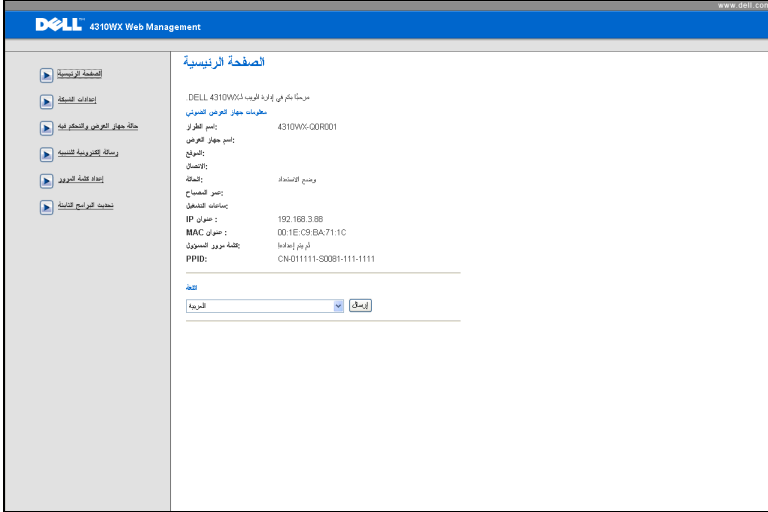 www.dell.com
DELL™ 4310WX Web Management
الصفحة الرئيسية
إعدادات الشبكة
حالة جهاز العرض والتحكم فيه
رسالة إلكترونية للتنبيه
إعداد كلمة المرور
تحديث البرامج الثابتة
الصفحة الرئيسية
مرحبًا بكم في إدارة الويب لـDELL 4310WX.
معلومات جهاز العرض الضوئي
اسم الطراز: 4310WX-Q0R001
اسم جهاز العرض:
الموقع:
الاتصال:
الحالة: وضع الاستعداد
عمر المصباح:
ساعات التشغيل:
عنوان IP : 192.168.3.88
عنوان MAC : 00:1E:C9:BA:71:1C
كلمة مرور المسؤول: لم يتم إعدادها
PPID: CN-011111-S0081-111-1111
اللغة
العربية
إرسال